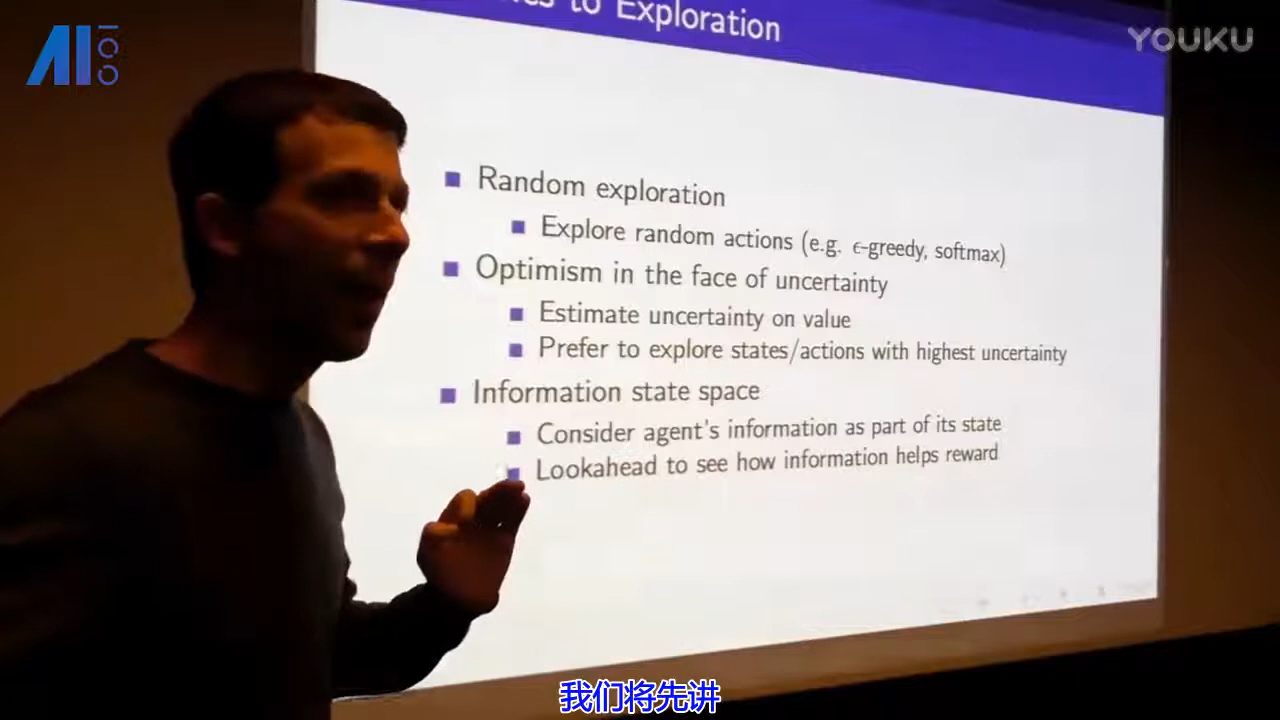 AI100
YOUKU
to Exploration
Random exploration
Explore random actions (e.g. ϵ-greedy, softmax)
Optimism in the face of uncertainty
Estimate uncertainty on value
Prefer to explore states/actions with highest uncertainty
Information state space
Consider agent's information as part of its state
Lookahead to see how information helps reward
我们将先讲